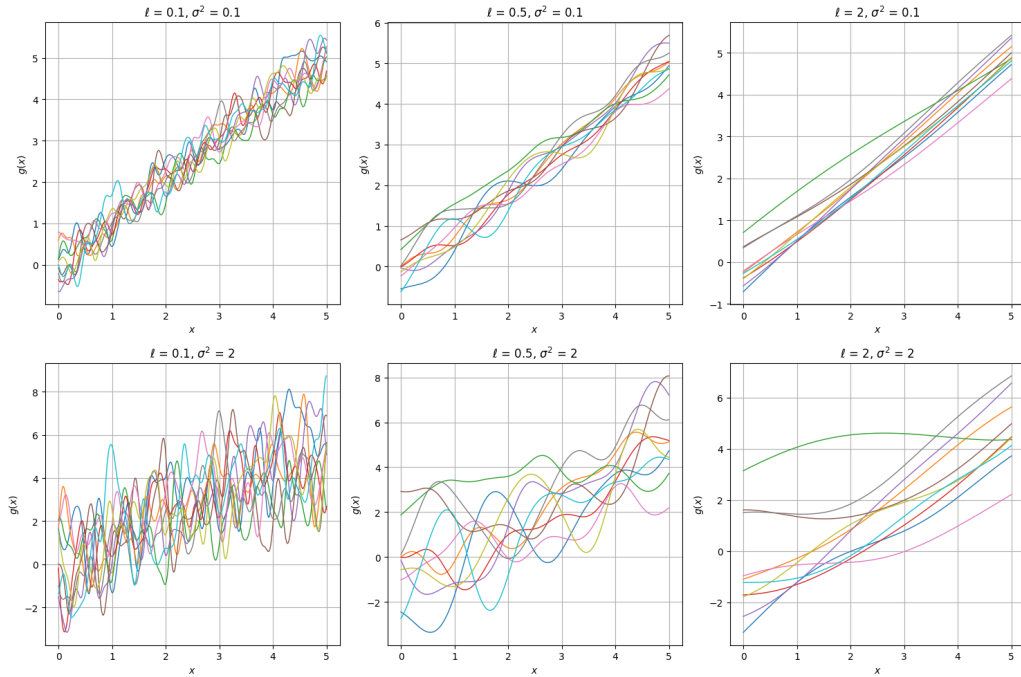 ℓ = 0.1, σ² = 0.1
g(x)
5
4
3
2
1
0
0 1 2 3 4 5
x
ℓ = 0.5, σ² = 0.1
g(x)
6
5
4
3
2
1
0
0 1 2 3 4 5
x
ℓ = 2, σ² = 0.1
g(x)
5
4
3
2
1
0
−1
0 1 2 3 4 5
x
ℓ = 0.1, σ² = 2
g(x)
8
6
4
2
0
−2
0 1 2 3 4 5
x
ℓ = 0.5, σ² = 2
g(x)
8
6
4
2
0
−2
0 1 2 3 4 5
x
ℓ = 2, σ² = 2
g(x)
6
4
2
0
−2
0 1 2 3 4 5
x